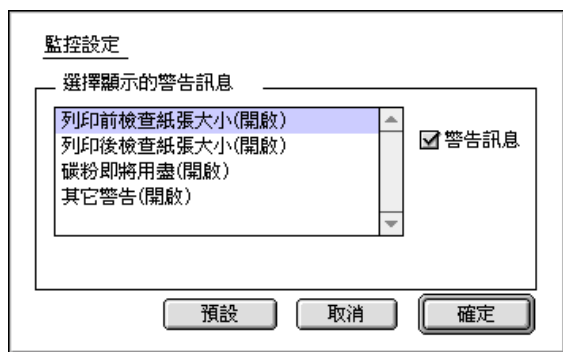 監控設定
選擇顯示的警告訊息
列印前檢查紙張大小(開啟)
列印後檢查紙張大小(開啟)
碳粉即將用盡(開啟)
其它警告(開啟)
警告訊息
預設
取消
確定